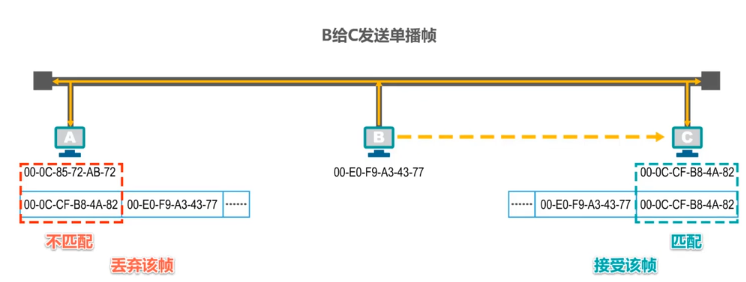 B给C发送单播帧
A
B
C
00-0C-85-72-AB-72
00-E0-F9-A3-43-77
00-0C-CF-B8-4A-82
00-0C-CF-B8-4A-82 00-E0-F9-A3-43-77 ------
------ 00-E0-F9-A3-43-77 00-0C-CF-B8-4A-82
不匹配
匹配
丢弃该帧
接受该帧